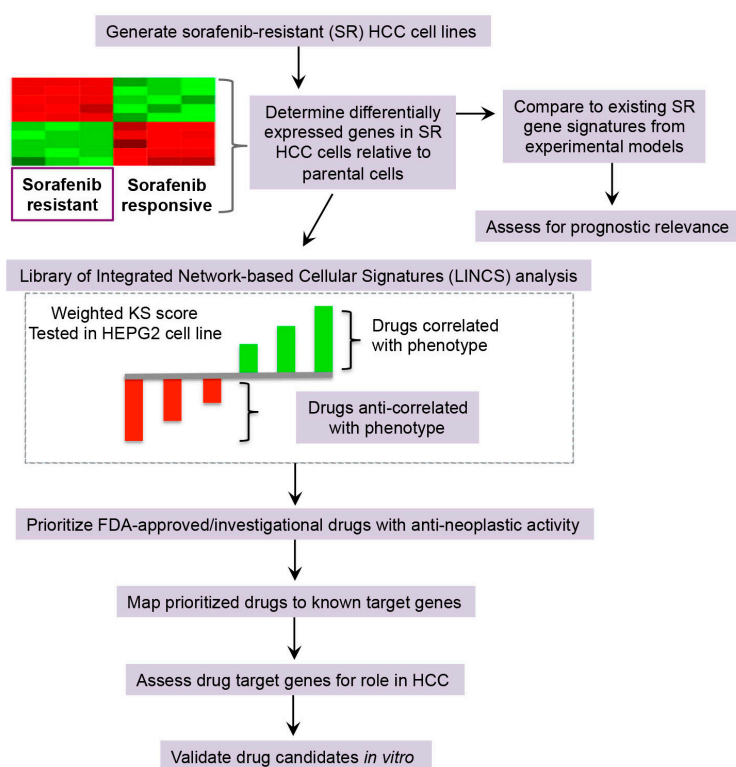 Generate sorafenib-resistant (SR) HCC cell lines
Sorafenib
resistant
Sorafenib
responsive
Determine differentially
expressed genes in SR
HCC cells relative to
parental cells
Compare to existing SR
gene signatures from
experimental models
Assess for prognostic relevance
Library of Integrated Network-based Cellular Signatures (LINCS) analysis
Weighted KS score
Tested in HEPG2 cell line
Drugs correlated
with phenotype
Drugs anti-correlated
with phenotype
Prioritize FDA-approved/investigational drugs with anti-neoplastic activity
Map prioritized drugs to known target genes
Assess drug target genes for role in HCC
Validate drug candidates in vitro